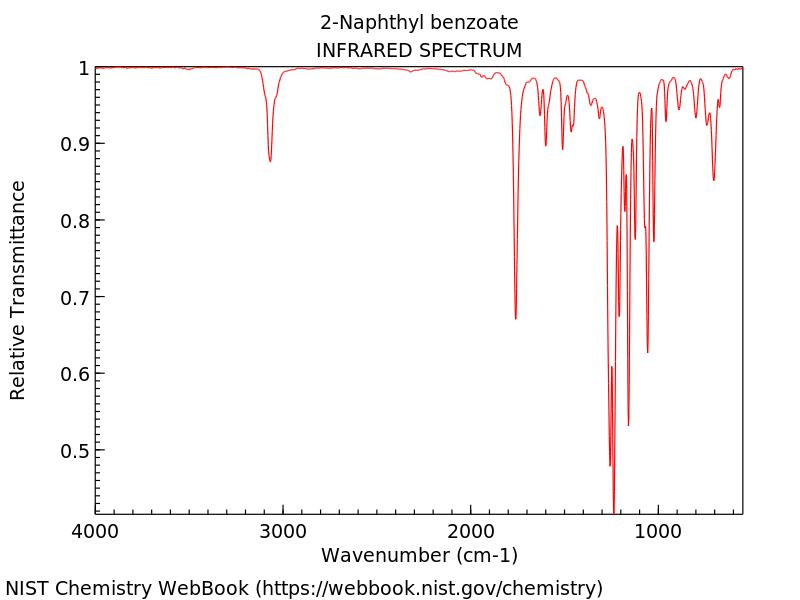 2-Naphthyl benzoate
INFRARED SPECTRUM
1
0.9
0.8
0.7
0.6
0.5
Relative Transmittance
4000 3000 2000 1000
Wavenumber (cm-1)
NIST Chemistry WebBook (https://webbook.nist.gov/chemistry)